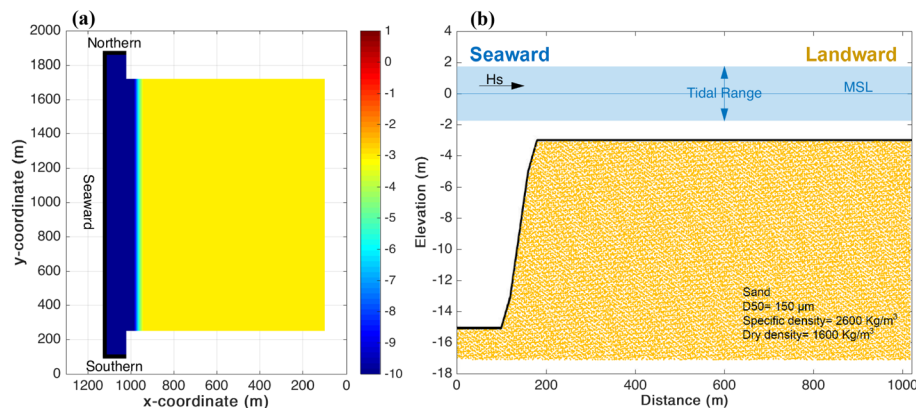 (a)
2000
1800
1600
1400
1200
1000
800
600
400
200
0
y-coordinate (m)
Northern
Seaward
Southern
1200 1000 800 600 400 200 0
x-coordinate (m)
1
0
-1
-2
-3
-4
-5
-6
-7
-8
-9
-10
(b)
Seaward Landward
4
2
0
-2
-4
-6
-8
-10
-12
-14
-16
-18
Elevation (m)
Hs
Tidal Range
MSL
Sand
D50= 150 µm
Specific density= 2600 Kg/m³
Dry density= 1600 Kg/m³
0 200 400 600 800 1000
Distance (m)